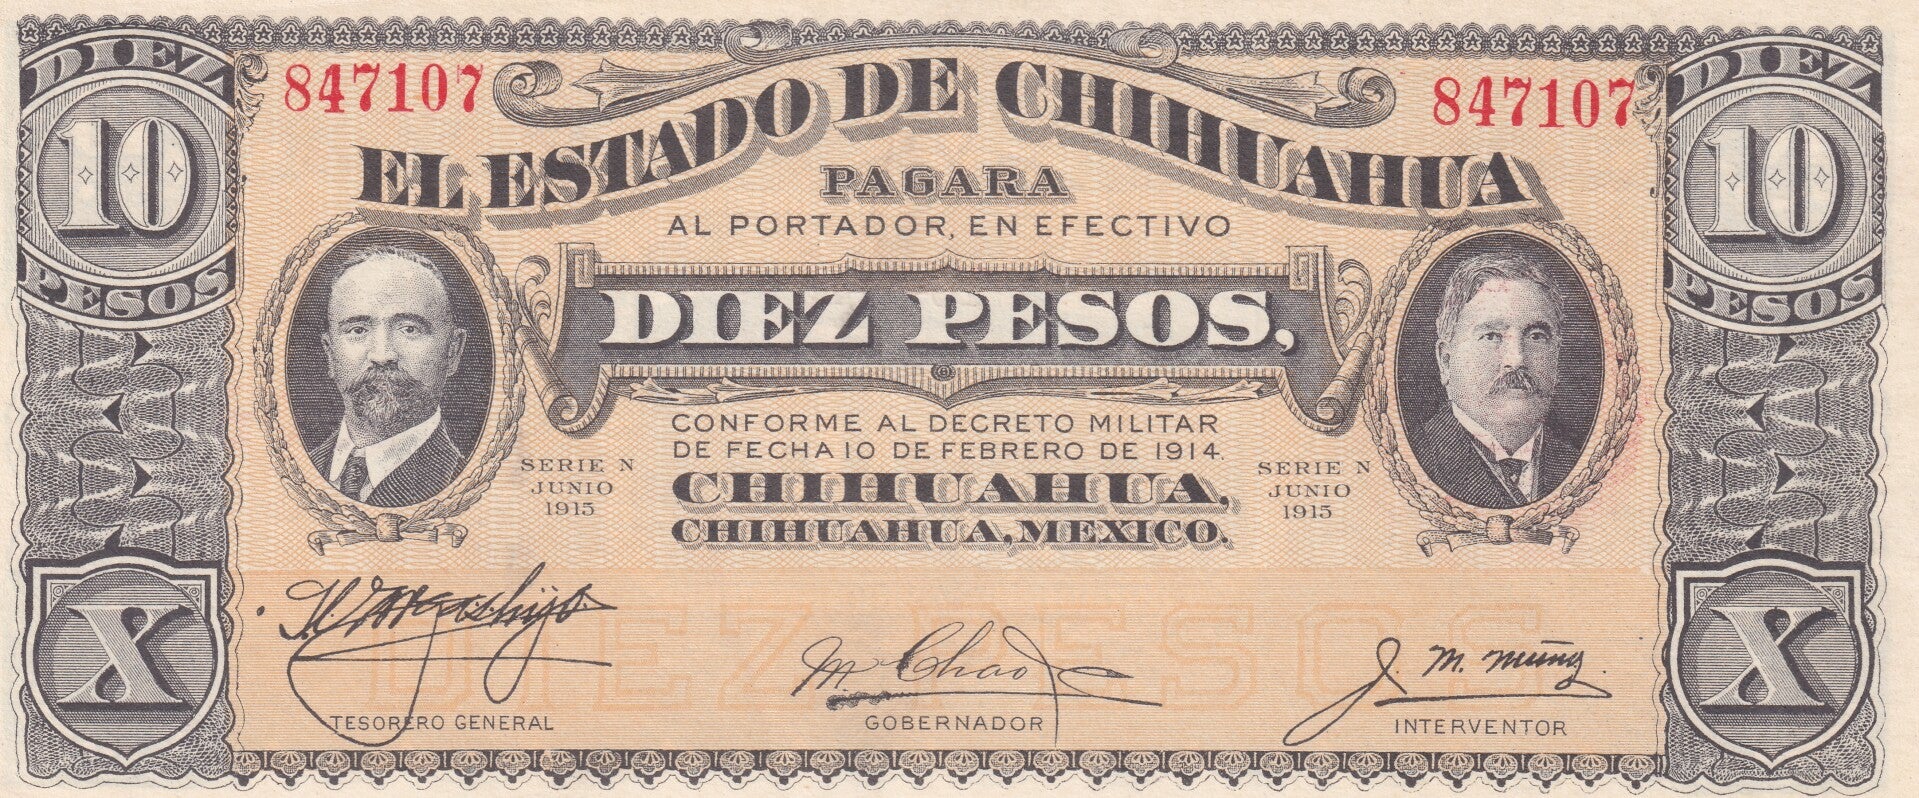 DIEZ 10 PESOS
847107
847107
DIEZ 10 PESOS
EL ESTADO DE CHIHUAHUA
PAGARA
AL PORTADOR, EN EFECTIVO
DIEZ PESOS,
CONFORME AL DECRETO MILITAR
DE FECHA 10 DE FEBRERO DE 1914.
CHIHUAHUA,
CHIHUAHUA, MEXICO.
SERIE N
JUNIO
1915
SERIE N
JUNIO
1915
DIEZ PESOS
X
X
M Chao
J. M. Muñoz
TESORERO GENERAL
GOBERNADOR
INTERVENTOR